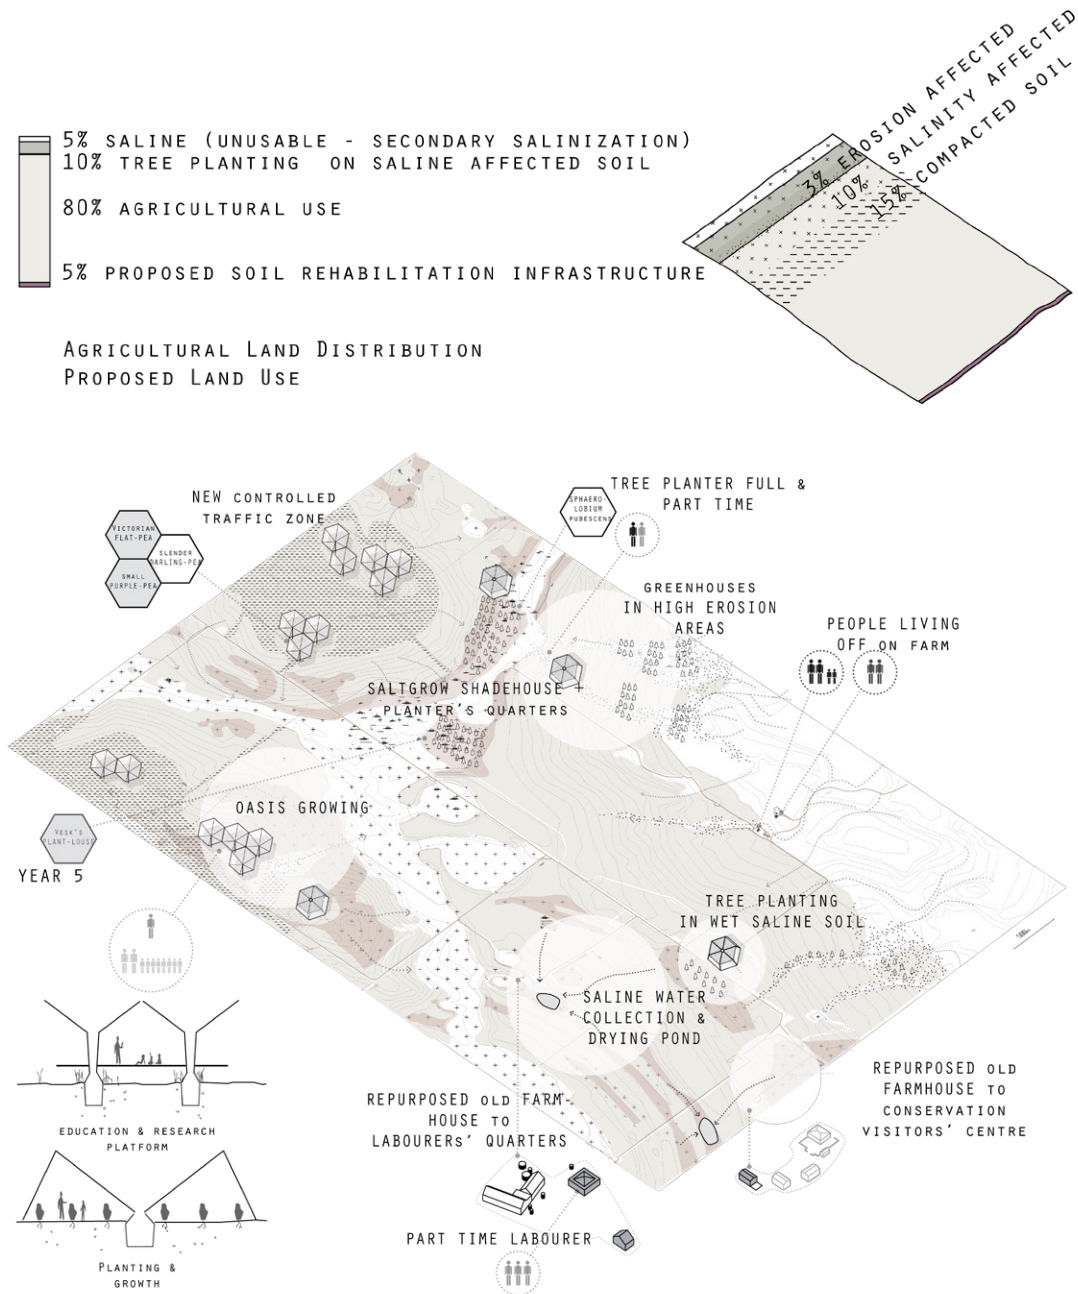 3% EROSION AFFECTED
10% SALINITY AFFECTED
15% COMPACTED SOIL
5% SALINE (UNUSABLE - SECONDARY SALINIZATION)
10% TREE PLANTING ON SALINE AFFECTED SOIL
80% AGRICULTURAL USE
5% PROPOSED SOIL REHABILITATION INFRASTRUCTURE
AGRICULTURAL LAND DISTRIBUTION
PROPOSED LAND USE
NEW CONTROLLED
TRAFFIC ZONE
VICTORIAN
FLAT-PEA
SLENDER
DARLING-PEA
SMALL
PURPLE-PEA
SPHAERO-
LOBIUM
PUBESCENS
TREE PLANTER FULL &
PART TIME
GREENHOUSES
IN HIGH EROSION
AREAS
PEOPLE LIVING
OFF ON FARM
SALTGROW SHADEHOUSE +
PLANTER'S QUARTERS
OASIS GROWING
VESK'S
PLANT-LOUSE
YEAR 5
TREE PLANTING
IN WET SALINE SOIL
SALINE WATER
COLLECTION &
DRYING POND
REPURPOSED OLD FARM-
HOUSE TO
LABOURERS' QUARTERS
REPURPOSED OLD
FARMHOUSE TO
CONSERVATION
VISITORS' CENTRE
EDUCATION & RESEARCH
PLATFORM
PART TIME LABOURER
PLANTING &
GROWTH